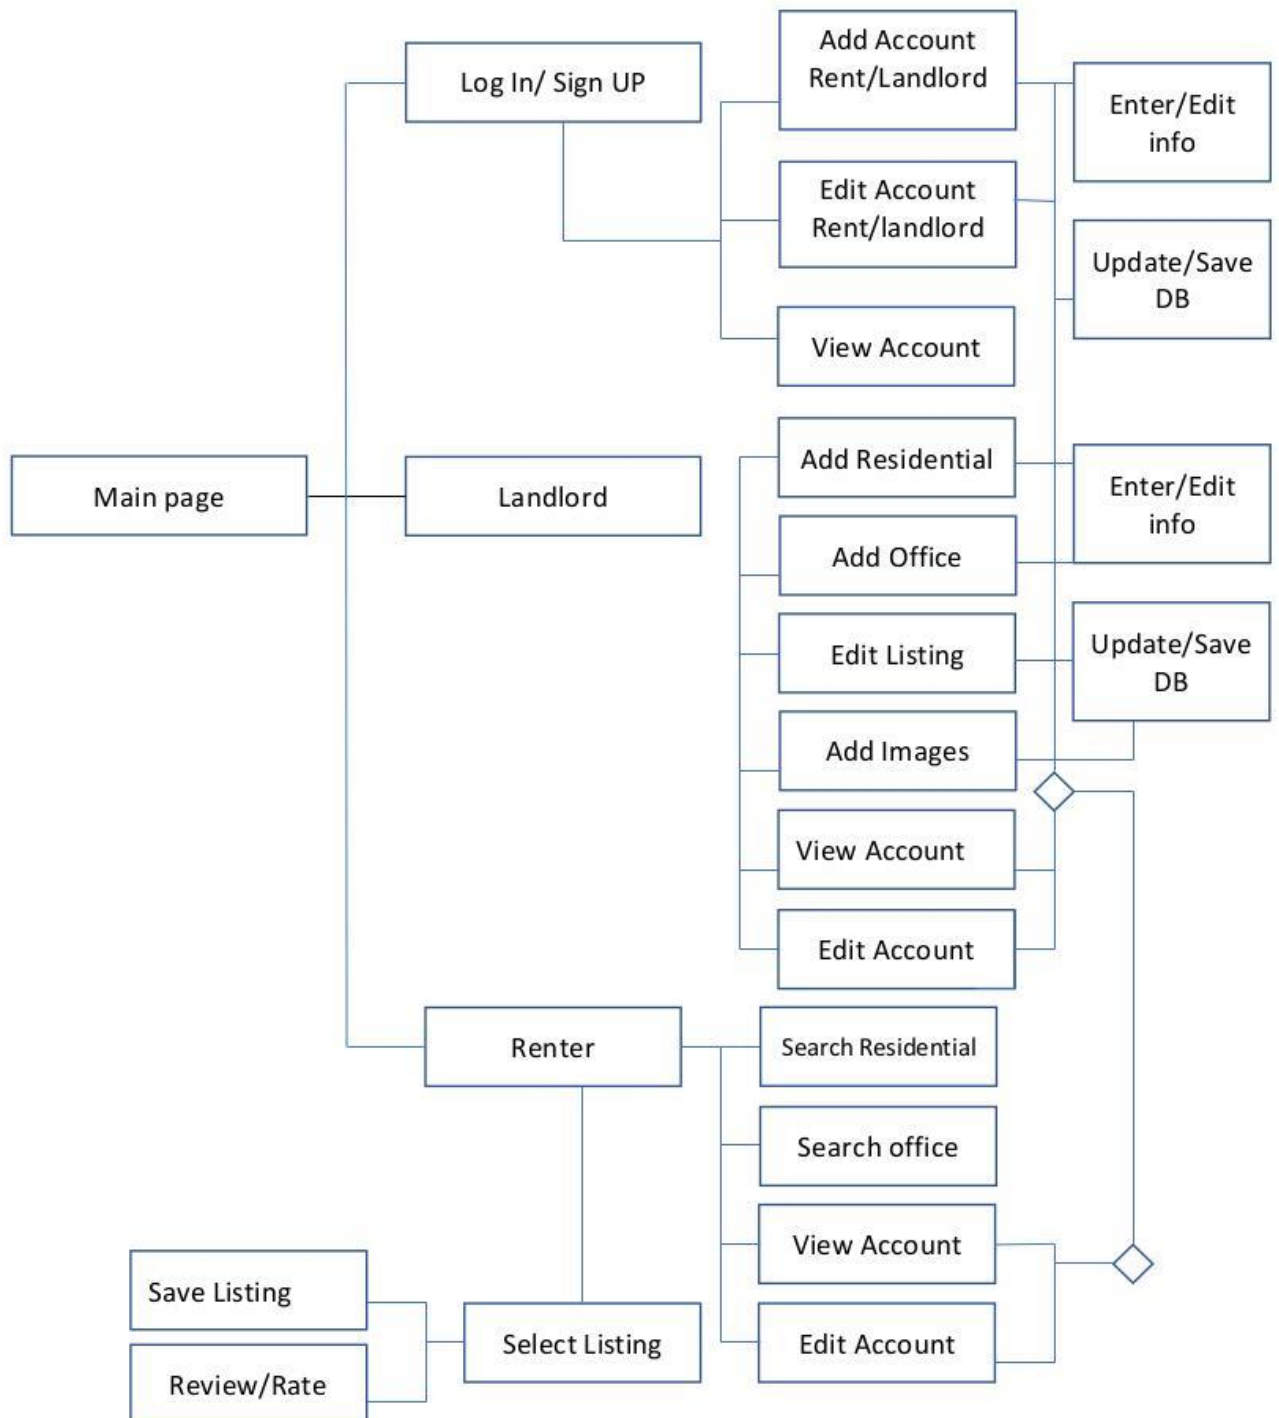 Add Account
Rent/Landlord
Log In/ Sign UP
Enter/Edit
info
Edit Account
Rent/landlord
Update/Save
DB
View Account
Add Residential
Main page
Landlord
Enter/Edit
info
Add Office
Edit Listing
Update/Save
DB
Add Images
View Account
Edit Account
Renter
Search Residential
Search office
View Account
Save Listing
Select Listing
Edit Account
Review/Rate